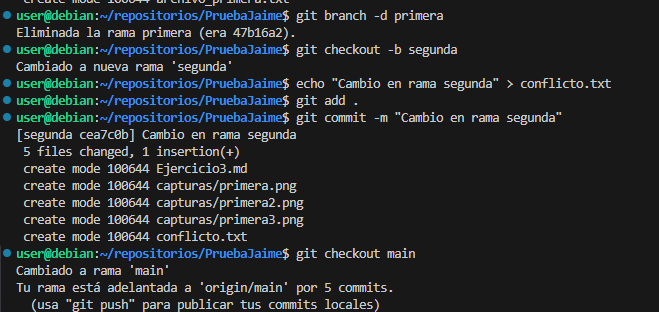 create mode 100644 archivo_primera.txt
user@debian:~/repositorios/PruebaJaime$ git branch -d primera
Eliminada la rama primera (era 47b16a2).
user@debian:~/repositorios/PruebaJaime$ git checkout -b segunda
Cambiado a nueva rama 'segunda'
user@debian:~/repositorios/PruebaJaime$ echo "Cambio en rama segunda" > conflicto.txt
user@debian:~/repositorios/PruebaJaime$ git add .
user@debian:~/repositorios/PruebaJaime$ git commit -m "Cambio en rama segunda"
[segunda cea7c0b] Cambio en rama segunda
5 files changed, 1 insertion(+)
create mode 100644 Ejercicio3.md
create mode 100644 capturas/primera.png
create mode 100644 capturas/primera2.png
create mode 100644 capturas/primera3.png
create mode 100644 conflicto.txt
user@debian:~/repositorios/PruebaJaime$ git checkout main
Cambiado a rama 'main'
Tu rama está adelantada a 'origin/main' por 5 commits.
(usa "git push" para publicar tus commits locales)